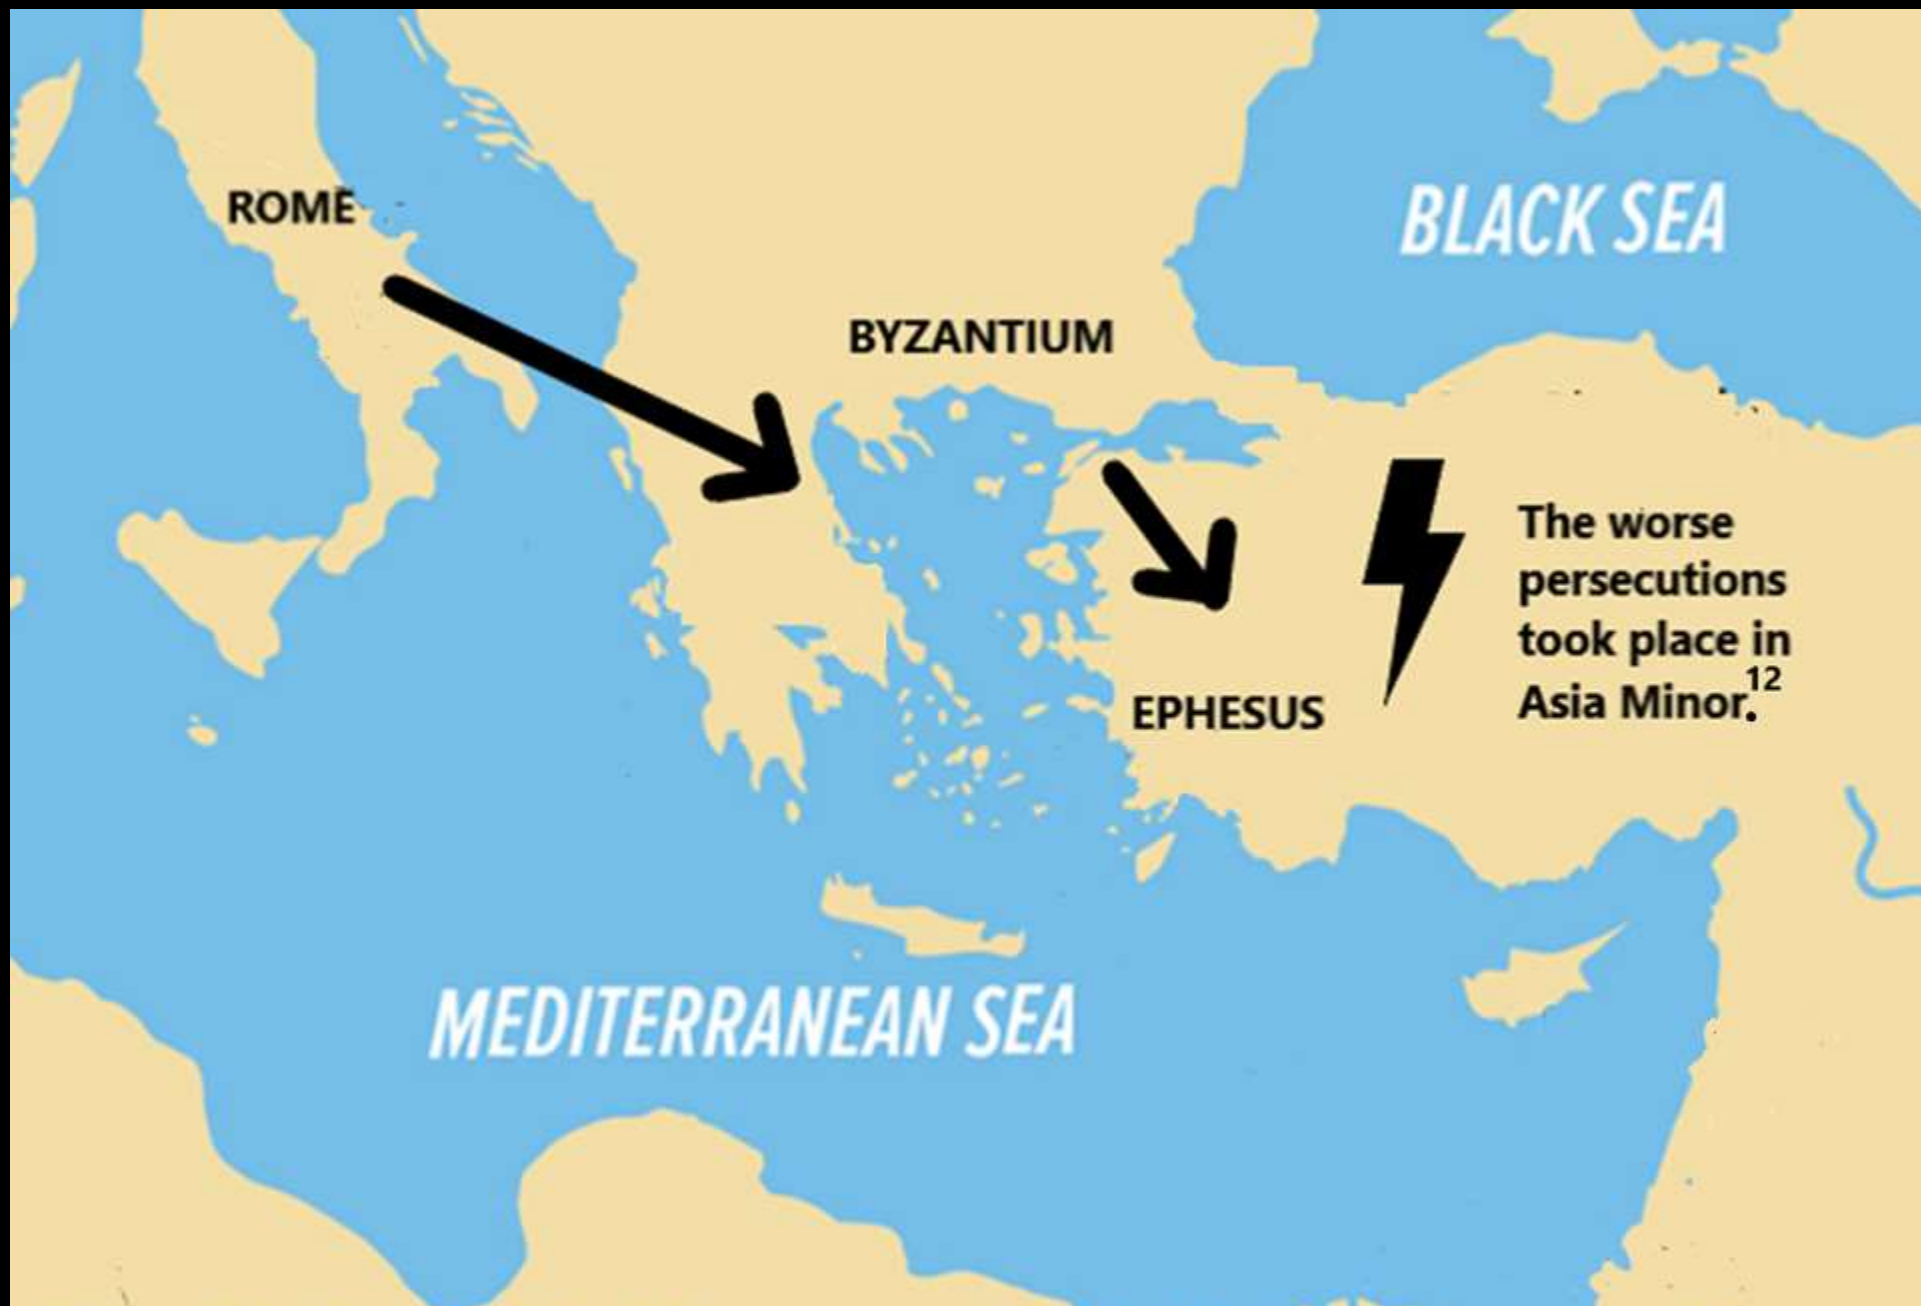 ROME
BLACK SEA
BYZANTIUM
The worse
persecutions
took place in
Asia Minor.12
EPHESUS
MEDITERRANEAN SEA